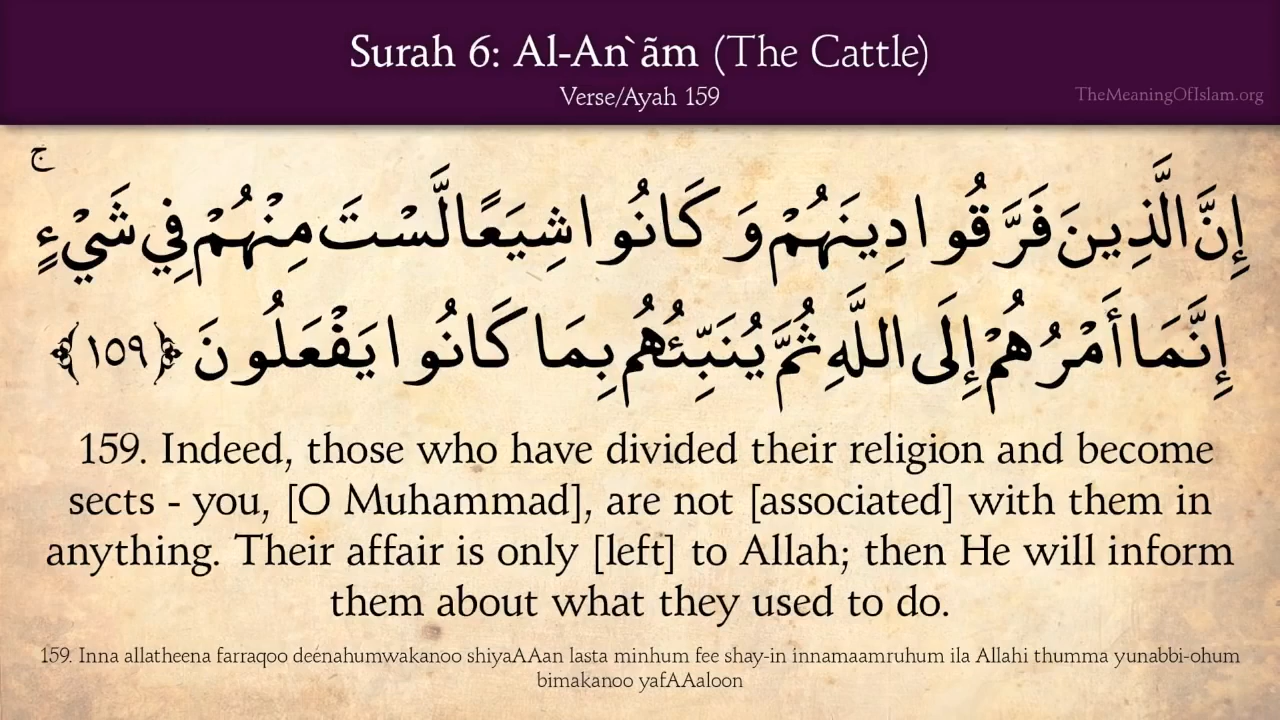 Surah 6: Al-An`ãm (The Cattle)
Verse/Ayah 159
TheMeaningOfIslam.org
إِنَّ الَّذِينَ فَرَّقُوا دِينَهُمْ وَكَانُوا شِيَعًا لَّسْتَ مِنْهُمْ فِي شَيْءٍ ۚ
إِنَّمَا أَمْرُهُمْ إِلَى اللَّهِ ثُمَّ يُنَبِّئُهُم بِمَا كَانُوا يَفْعَلُونَ ﴿١٥٩﴾
159. Indeed, those who have divided their religion and become
sects - you, [O Muhammad], are not [associated] with them in
anything. Their affair is only [left] to Allah; then He will inform
them about what they used to do.
159. Inna allatheena farraqoo deenahumwakanoo shiyaAAan lasta minhum fee shay-in innamaamruhum ila Allahi thumma yunabbi-ohum
bimakanoo yafAAaloon